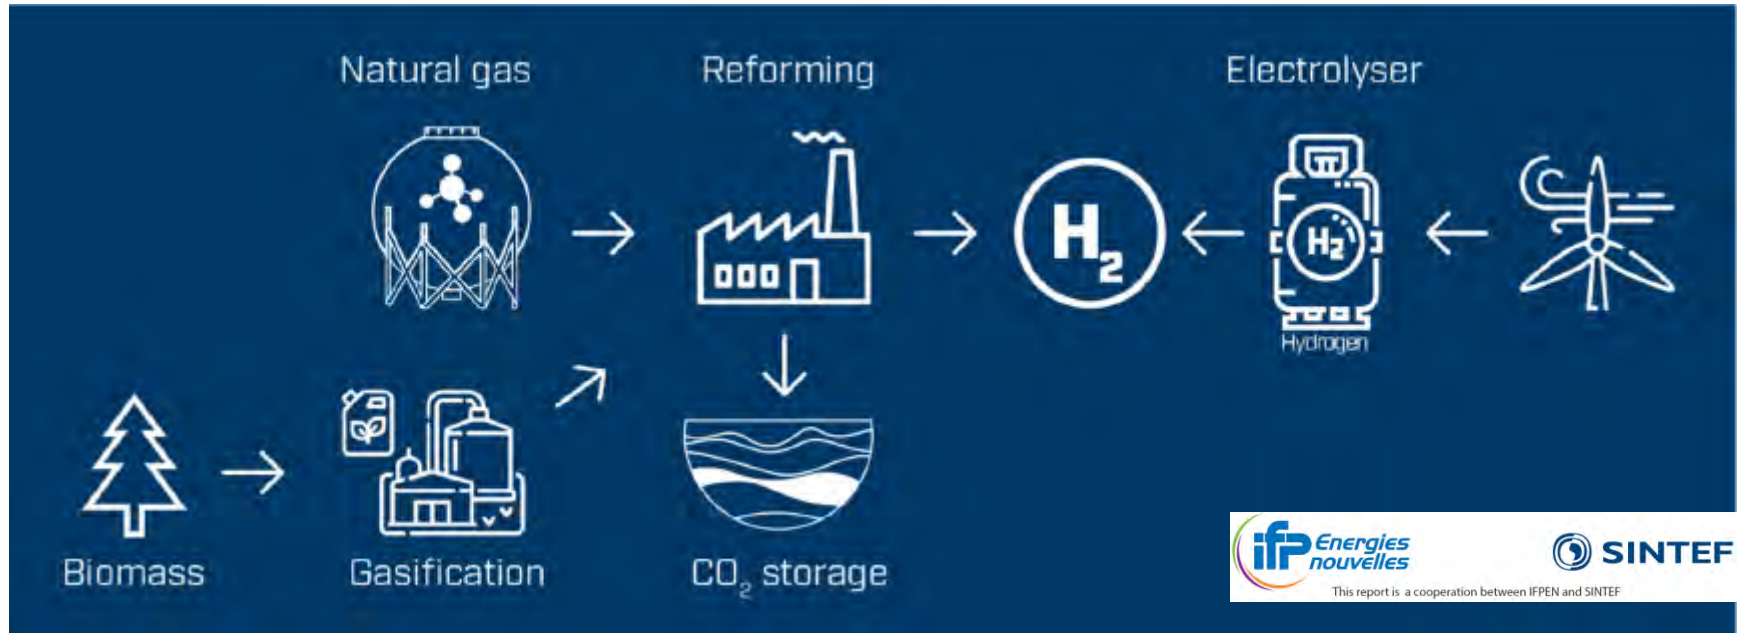 Natural gas
Reforming
Electrolyser
H₂
H₂
Hydrogen
Biomass
Gasification
CO₂ storage
ifp Energies
nouvelles
SINTEF
This report is a cooperation between IFPEN and SINTEF